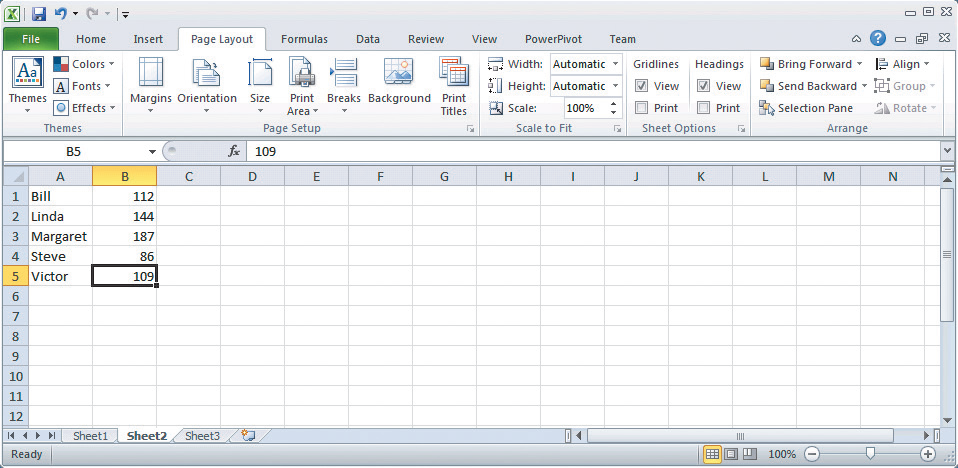 File Home Insert Page Layout Formulas Data Review View PowerPivot Team
Themes Colors Fonts Effects
Margins Orientation Size Print Area Breaks Background Print Titles
Width: Automatic
Height: Automatic
Scale: 100%
Gridlines Headings
View View
Print Print
Bring Forward Align
Send Backward Group
Selection Pane Rotate
Themes Page Setup Scale to Fit Sheet Options Arrange
B5 fx 109
A B C D E F G H I J K L M N
1 Bill 112
2 Linda 144
3 Margaret 187
4 Steve 86
5 Victor 109
6
7
8
9
10
11
12
Sheet1 Sheet2 Sheet3
Ready 100%